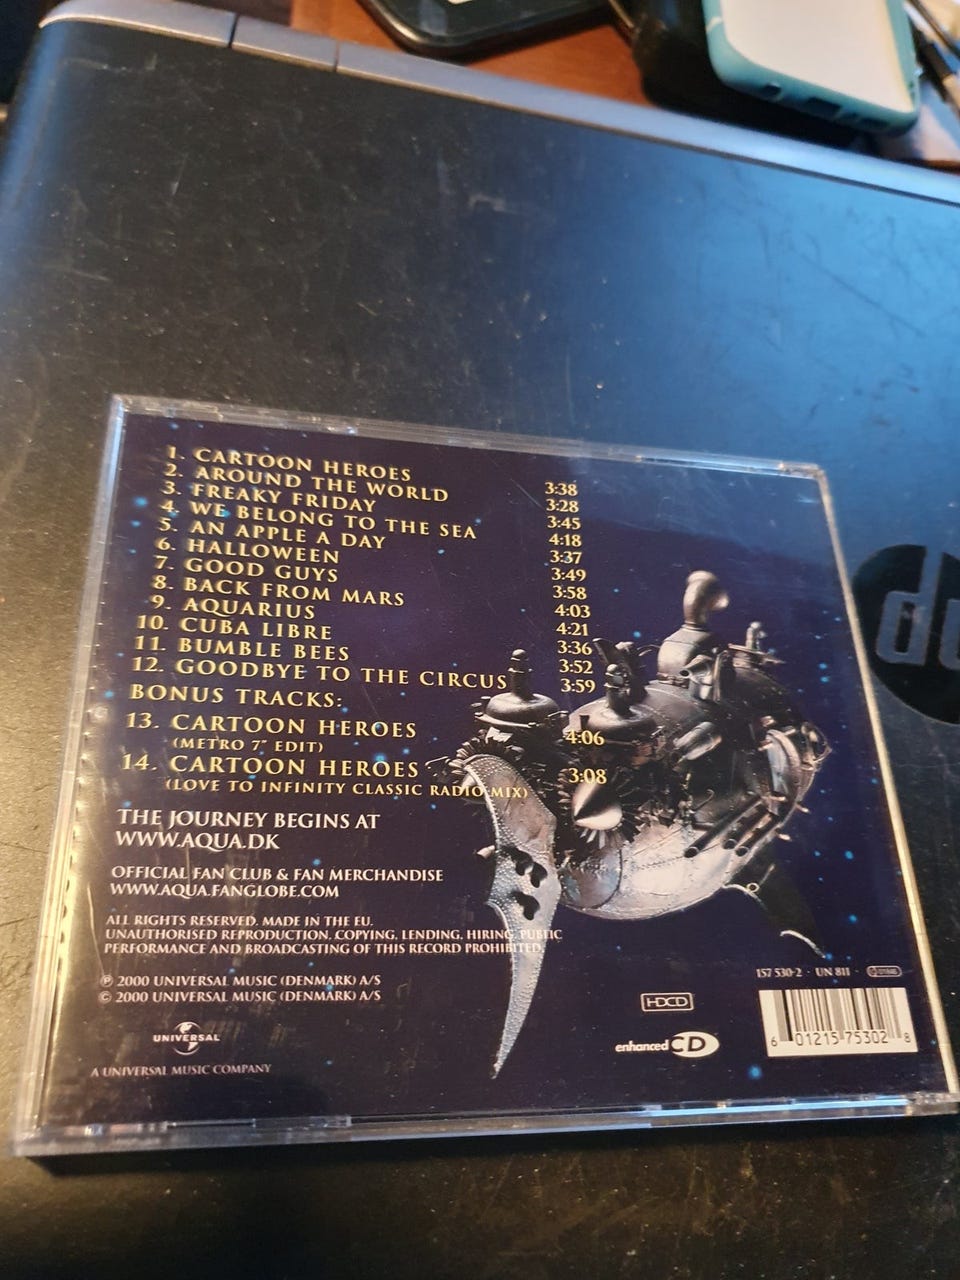 1. CARTOON HEROES 3:38
2. AROUND THE WORLD 3:28
3. FREAKY FRIDAY 3:45
4. WE BELONG TO THE SEA 4:18
5. AN APPLE A DAY 3:37
6. HALLOWEEN 3:49
7. GOOD GUYS 3:58
8. BACK FROM MARS 4:03
9. AQUARIUS 4:21
10. CUBA LIBRE 3:36
11. BUMBLE BEES 3:52
12. GOODBYE TO THE CIRCUS 3:59
BONUS TRACKS:
13. CARTOON HEROES 4:06
(METRO 7" EDIT)
14. CARTOON HEROES 3:08
(LOVE TO INFINITY CLASSIC RADIO MIX)
THE JOURNEY BEGINS AT
WWW.AQUA.DK
OFFICIAL FAN CLUB & FAN MERCHANDISE
WWW.AQUA.FANGLOBE.COM
ALL RIGHTS RESERVED. MADE IN THE EU.
UNAUTHORISED REPRODUCTION, COPYING, LENDING, HIRING, PUBLIC
PERFORMANCE AND BROADCASTING OF THIS RECORD PROHIBITED.
℗ 2000 UNIVERSAL MUSIC (DENMARK) A/S
© 2000 UNIVERSAL MUSIC (DENMARK) A/S
UNIVERSAL
A UNIVERSAL MUSIC COMPANY
HDCD
enhanced CD
157 530-2 · UN 811 ·
6 01215 75302 8